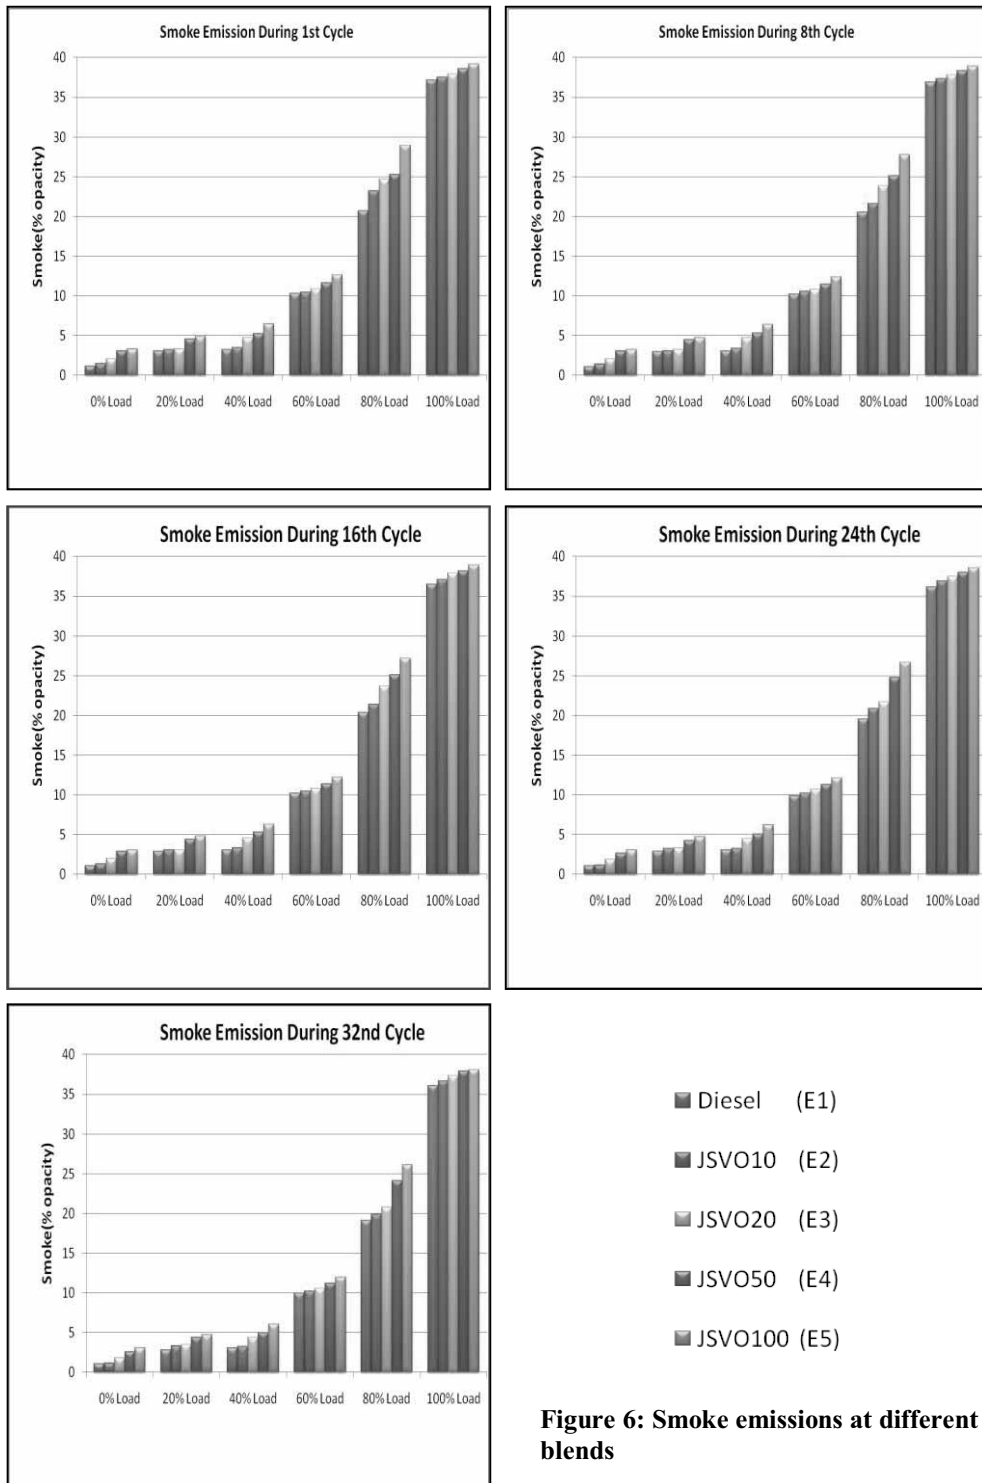 Smoke Emission During 1st Cycle
Smoke(% opacity)
40
35
30
25
20
15
10
5
0
0% Load 20% Load 40% Load 60% Load 80% Load 100% Load
Smoke Emission During 8th Cycle
Smoke(% opacity)
40
35
30
25
20
15
10
5
0
0% Load 20% Load 40% Load 60% Load 80% Load 100% Load
Smoke Emission During 16th Cycle
Smoke(% opacity)
40
35
30
25
20
15
10
5
0
0% Load 20% Load 40% Load 60% Load 80% Load 100% Load
Smoke Emission During 24th Cycle
Smoke(% opacity)
40
35
30
25
20
15
10
5
0
0% Load 20% Load 40% Load 60% Load 80% Load 100% Load
Smoke Emission During 32nd Cycle
Smoke(% opacity)
40
35
30
25
20
15
10
5
0
0% Load 20% Load 40% Load 60% Load 80% Load 100% Load
Diesel (E1)
JSVO10 (E2)
JSVO20 (E3)
JSVO50 (E4)
JSVO100 (E5)
Figure 6: Smoke emissions at different
blends